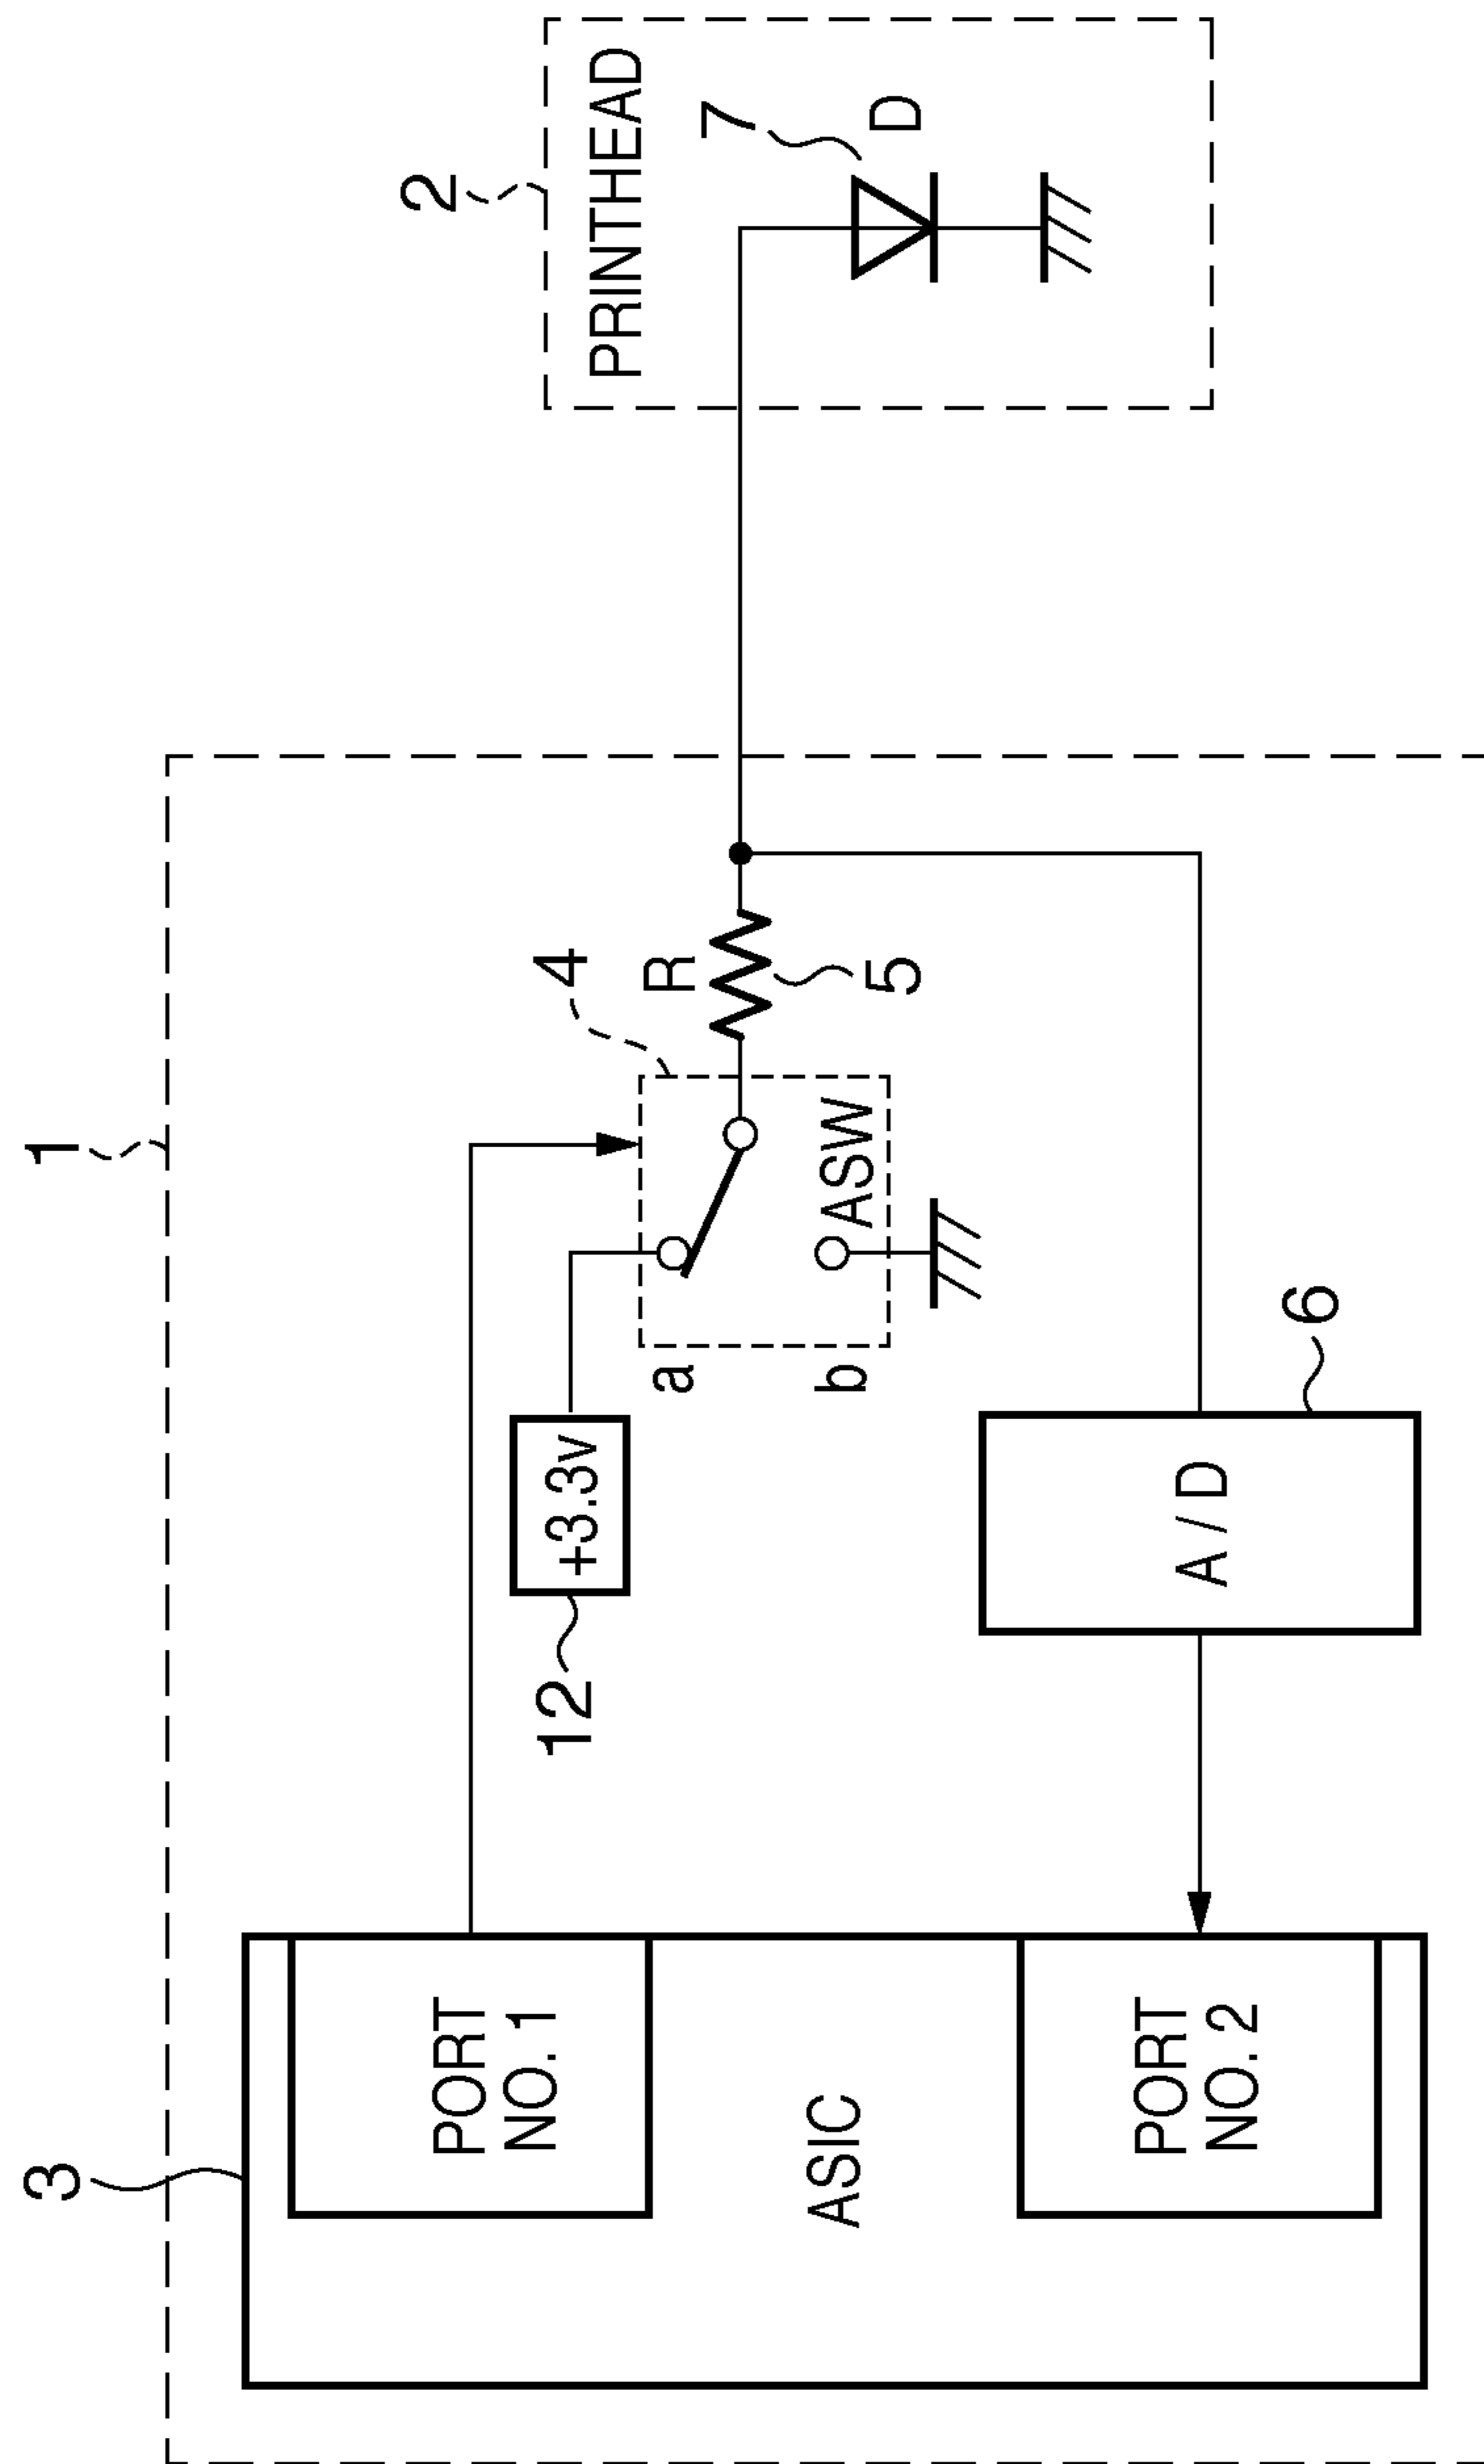 1
3
PORT
NO. 1
ASIC
PORT
NO. 2
12
+3.3v
a
b
ASW
4
R
5
A / D
6
2
PRINTHEAD
7
D